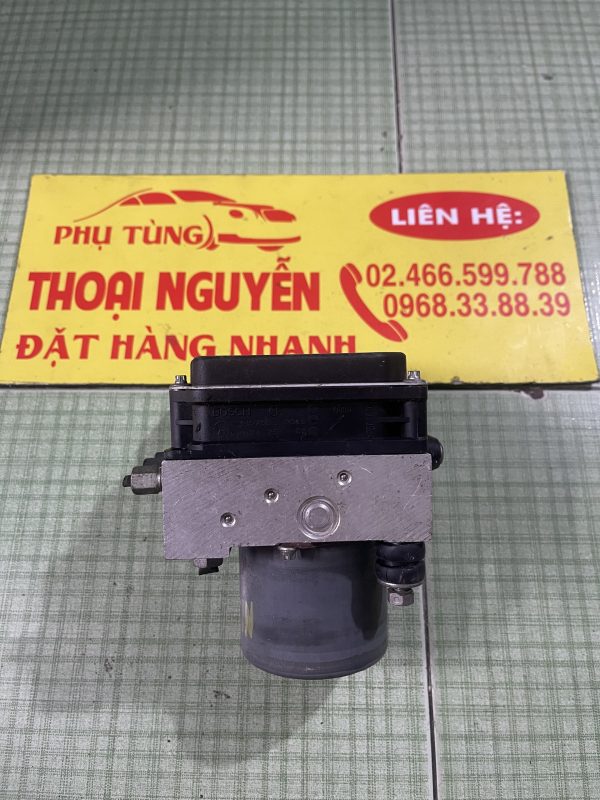 PHỤ TÙNG
THOẠI NGUYỄN
ĐẶT HÀNG NHANH
LIÊN HỆ:
02.466.599.788
0968.33.88.39
BOSCH